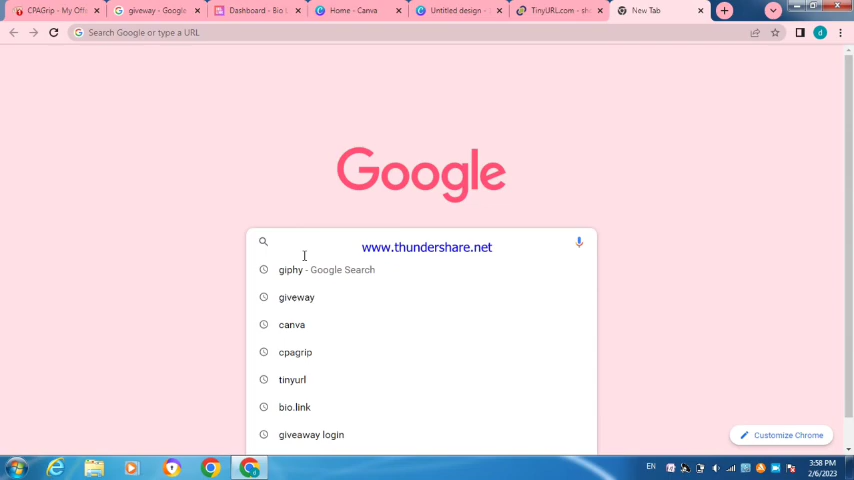 CPAGrip - My Off
giveway - Google
Dashboard - Bio L
Home - Canva
Untitled design -
TinyURL.com - sh
New Tab
Search Google or type a URL
Google
www.thundershare.net
giphy - Google Search
giveway
canva
cpagrip
tinyurl
bio.link
giveaway login
Customize Chrome
EN
3:58 PM
2/6/2023